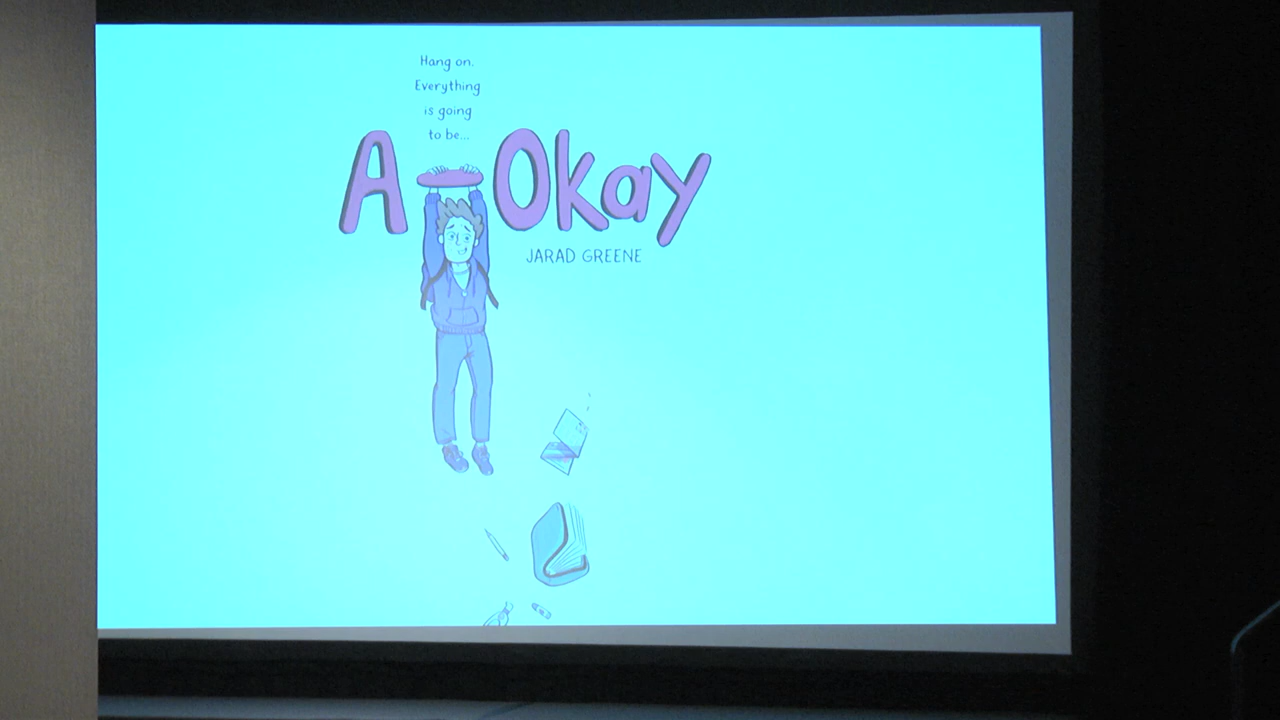 Hang on.
Everything
is going
to be...
A-Okay
JARAD GREENE